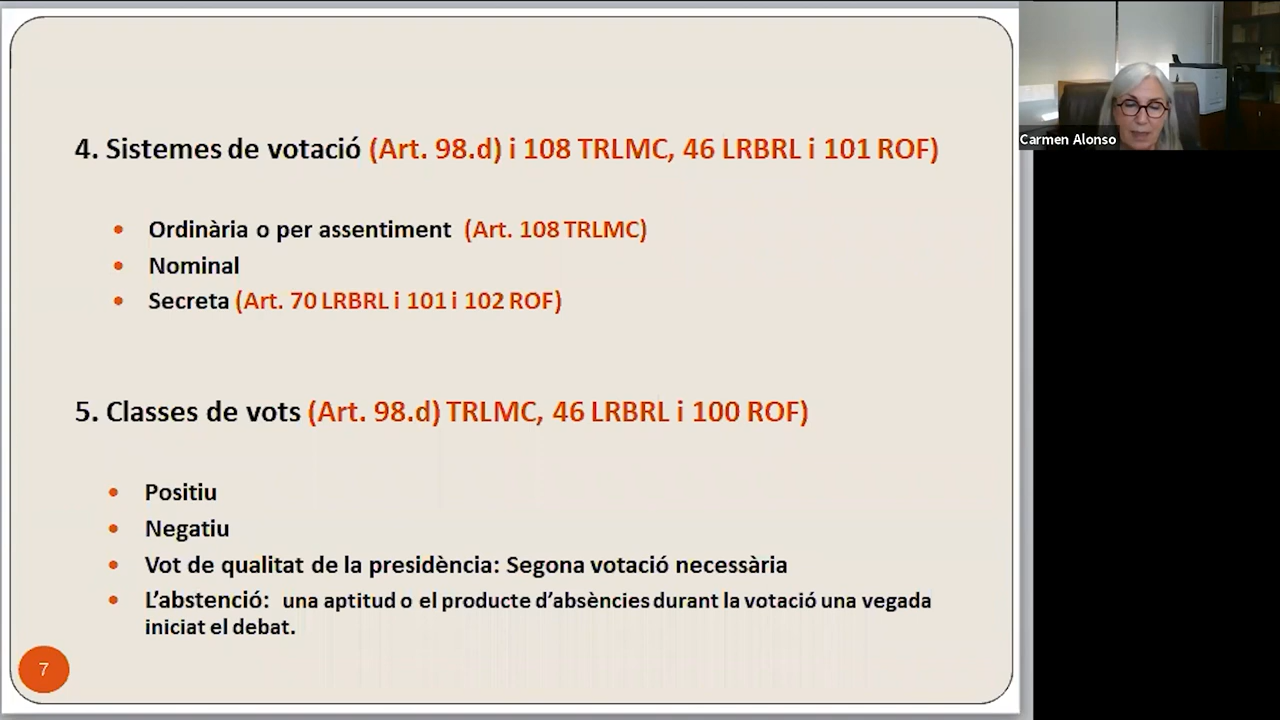 4. Sistemes de votació (Art. 98.d) i 108 TRLMC, 46 LRBRL i 101 ROF)
• Ordinària o per assentiment (Art. 108 TRLMC)
• Nominal
• Secreta (Art. 70 LRBRL i 101 i 102 ROF)
5. Classes de vots (Art. 98.d) TRLMC, 46 LRBRL i 100 ROF)
• Positiu
• Negatiu
• Vot de qualitat de la presidència: Segona votació necessària
• L'abstenció: una aptitud o el producte d'absències durant la votació una vegada
iniciat el debat.
7
Carmen Alonso